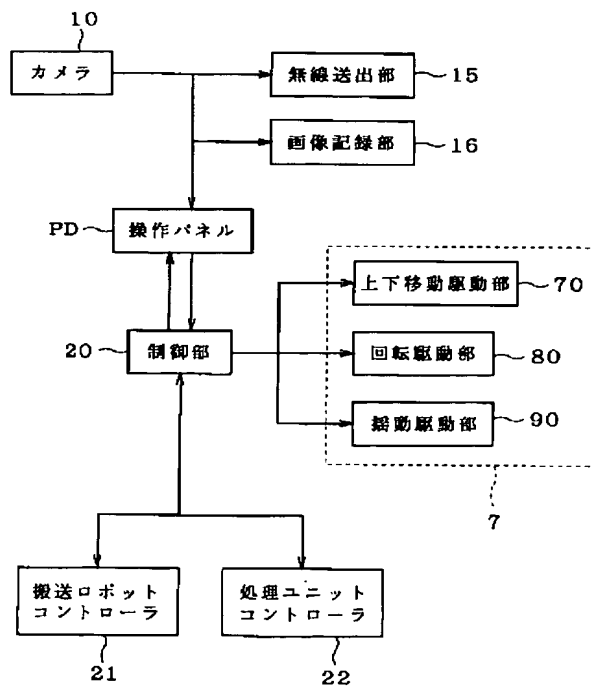 10
カメラ
無線送出部
15
画像記録部
16
PD
操作パネル
上下移動駆動部
70
20
制御部
回転駆動部
80
揺動駆動部
90
7
搬送ロボット
コントローラ
処理ユニット
コントローラ
21
22